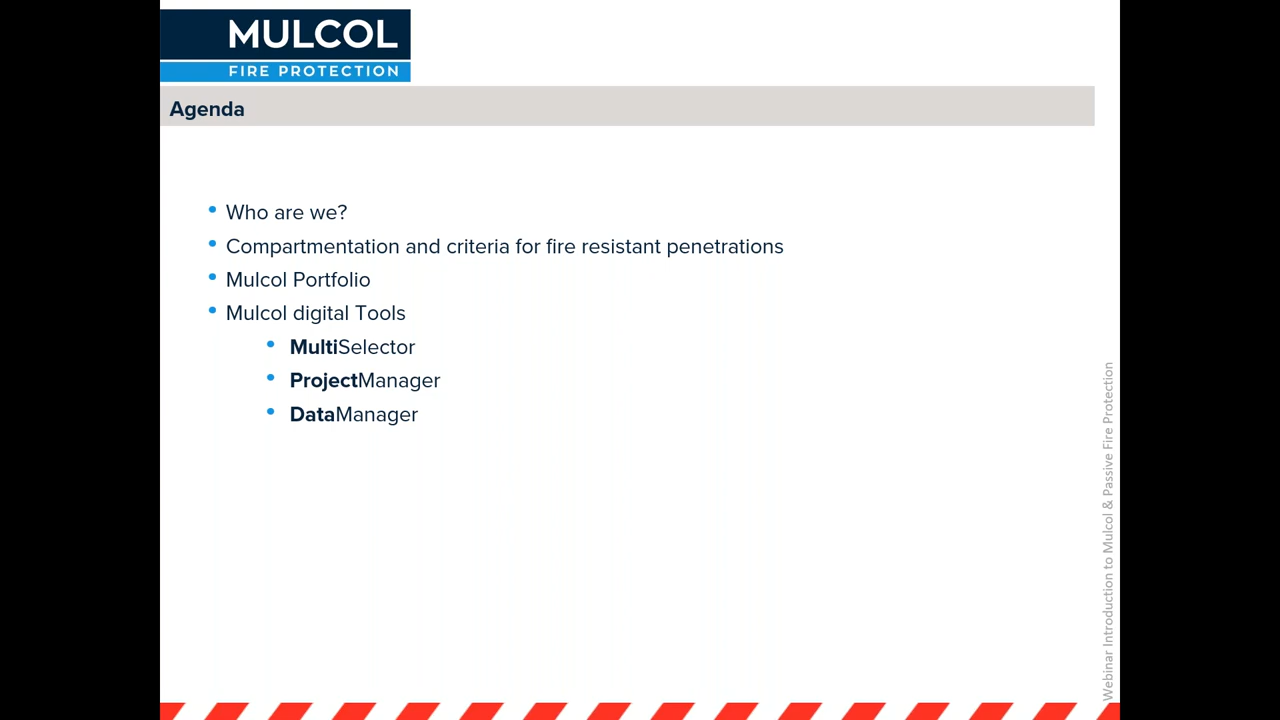 MULCOL
FIRE PROTECTION
Agenda
• Who are we?
• Compartmentation and criteria for fire resistant penetrations
• Mulcol Portfolio
• Mulcol digital Tools
• MultiSelector
• ProjectManager
• DataManager
Webinar Introduction to Mulcol & Passive Fire Protection